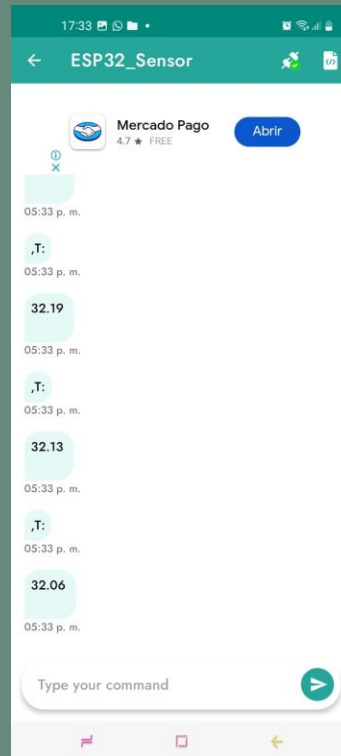 17:33
ESP32_Sensor
Mercado Pago
4.7 ★ FREE
Abrir
05:33 p. m.
,T:
05:33 p. m.
32.19
05:33 p. m.
,T:
05:33 p. m.
32.13
05:33 p. m.
,T:
05:33 p. m.
32.06
05:33 p. m.
Type your command